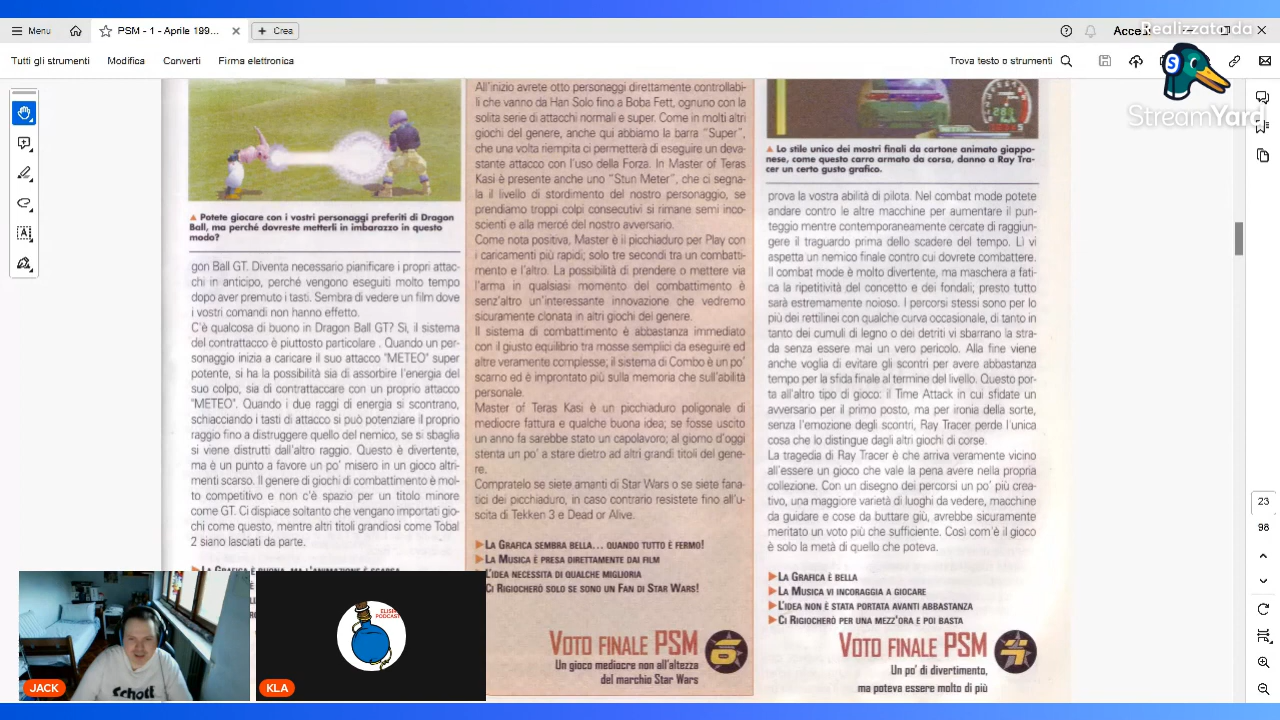 Menu
PSM - 1 - Aprile 199...
Crea
Realizzato da
Tutti gli strumenti
Modifica
Converti
Firma elettronica
Trova testo o strumenti
S
StreamYard
Potete giocare con i vostri personaggi preferiti di Dragon
Ball, ma perché dovreste metterli in imbarazzo in questo
modo?
gon Ball GT. Diventa necessario pianificare i propri attac-
chi in anticipo, perché vengono eseguiti molto tempo
dopo aver premuto i tasti. Sembra di vedere un film dove
i vostri comandi non hanno effetto.
C'è qualcosa di buono in Dragon Ball GT? Si, il sistema
del contrattacco è piuttosto particolare . Quando un per-
sonaggio inizia a caricare il suo attacco "METEO" super
potente, si ha la possibilità sia di assorbire l'energia del
suo colpo, sia di contrattaccare con un proprio attacco
"METEO". Quando i due raggi di energia si scontrano,
schiacciando i tasti di attacco si può potenziare il proprio
raggio fino a distruggere quello del nemico, se si sbaglia
si viene distrutti dall'altro raggio. Questo è divertente,
ma è un punto a favore un po' misero in un gioco altri-
menti scarso. Il genere di giochi di combattimento è mol-
to competitivo e non c'è spazio per un titolo minore
come GT. Ci dispiace soltanto che vengano importati gio-
chi come questo, mentre altri titoli grandiosi come Tobal
2 siano lasciati da parte.
All'inizio avrete otto personaggi direttamente controllabi-
li che vanno da Han Solo fino a Boba Fett, ognuno con la
solita serie di attacchi normali e super. Come in molti altri
giochi del genere, anche qui abbiamo la barra "Super",
che una volta riempita ci permetterà di eseguire un deva-
stante attacco con l'uso della Forza. In Master of Teras
Kasi è presente anche uno "Stun Meter", che ci segna-
la il livello di stordimento del nostro personaggio, se
prendiamo troppi colpi consecutivi si rimane semi inco-
scienti e alla mercé del nostro avversario.
Come nota positiva, Master è il picchiaduro per Play con
i caricamenti più rapidi; solo tre secondi tra un combatti-
mento e l'altro. La possibilità di prendere o mettere via
l'arma in qualsiasi momento del combattimento è
senz'altro un'interessante innovazione che vedremo
sicuramente clonata in altri giochi del genere.
Il sistema di combattimento è abbastanza immediato
con il giusto equilibrio tra mosse semplici da eseguire ed
altre veramente complesse; il sistema di Combo è un po'
scarno ed è improntato più sulla memoria che sull'abilità
personale.
Master of Teras Kasi è un picchiaduro poligonale di
mediocre fattura e qualche buona idea; se fosse uscito
un anno fa sarebbe stato un capolavoro; al giorno d'oggi
stenta un po' a stare dietro ad altri grandi titoli del gene-
re.
Compratelo se siete amanti di Star Wars o se siete fana-
tici dei picchiaduro, in caso contrario resistete fino all'u-
scita di Tekken 3 e Dead or Alive.
La Grafica sembra bella... quando tutto è fermo!
La Musica è presa direttamente dai film
L'idea necessita di qualche miglioria
Ci Rigiocherò solo se sono un Fan di Star Wars!
Voto finale PSM 6
Un gioco mediocre non all'altezza
del marchio Star Wars
Lo stile unico dei mostri finali da cartone animato giappo-
nese, come questo carro armato da corsa, danno a Ray Tra-
cer un certo gusto grafico.
prova la vostra abilità di pilota. Nel combat mode potete
andare contro le altre macchine per aumentare il pun-
teggio mentre contemporaneamente cercate di raggiun-
gere il traguardo prima dello scadere del tempo. Lì vi
aspetta un nemico finale contro cui dovrete combattere.
Il combat mode è molto divertente, ma maschera a fati-
ca la ripetitività del concetto e dei fondali; presto tutto
sarà estremamente noioso. I percorsi stessi sono per lo
più dei rettilinei con qualche curva occasionale, di tanto in
tanto dei cumuli di legno o dei detriti vi sbarrano la stra-
da senza essere mai un vero pericolo. Alla fine viene
anche voglia di evitare gli scontri per avere abbastanza
tempo per la sfida finale al termine del livello. Questo por-
ta all'altro tipo di gioco: il Time Attack in cui sfidate un
avversario per il primo posto, ma per ironia della sorte,
senza l'emozione degli scontri, Ray Tracer perde l'unica
cosa che lo distingue dagli altri giochi di corse.
La tragedia di Ray Tracer è che arriva veramente vicino
all'essere un gioco che vale la pena avere nella propria
collezione. Con un disegno dei percorsi un po' più crea-
tivo, una maggiore varietà di luoghi da vedere, macchine
da guidare e cose da buttare giù, avrebbe sicuramente
meritato un voto più che sufficiente. Così com'è il gioco
è solo la metà di quello che poteva.
La Grafica è bella
La Musica vi incoraggia a giocare
L'idea non è stata portata avanti abbastanza
Ci Rigiocherò per una mezz'ora e poi basta
Voto finale PSM 4
Un po' di divertimento,
ma poteva essere molto di più
23
98
Schott
JACK
PODCAST
KLA